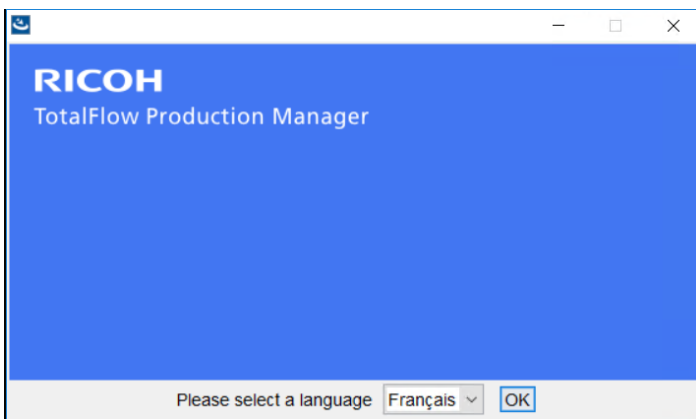 RICOH
TotalFlow Production Manager
Please select a language Français OK